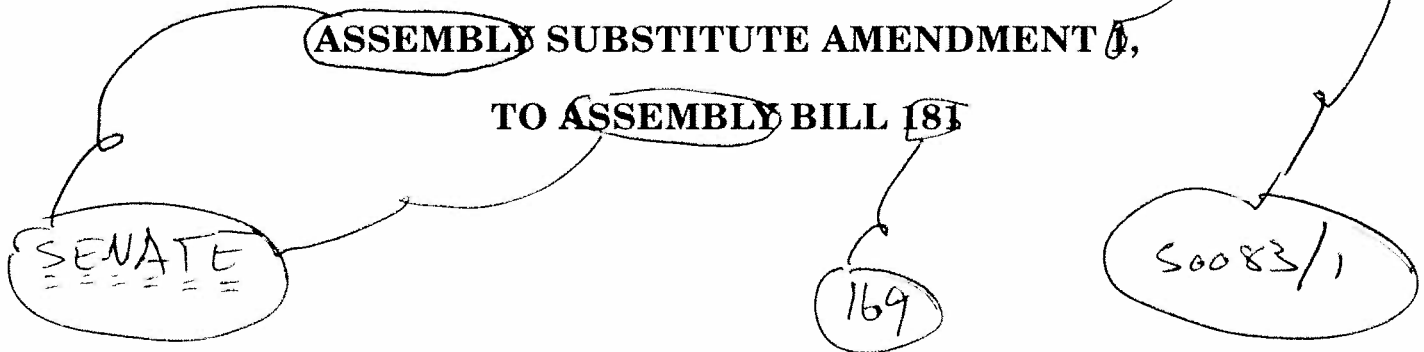 ASSEMBLY SUBSTITUTE AMENDMENT 1,
TO ASSEMBLY BILL 181
SENATE
169
S0083/1